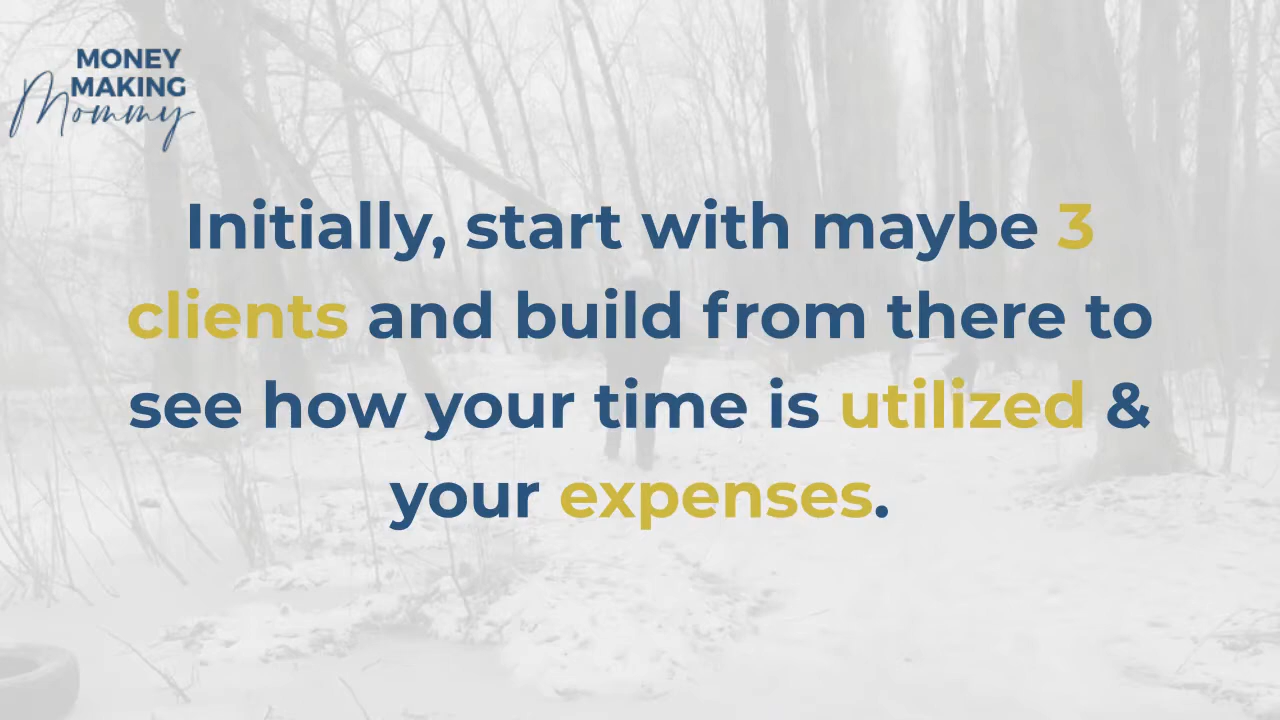 MONEY
MAKING
Mommy
Initially, start with maybe 3
clients and build from there to
see how your time is utilized &
your expenses.